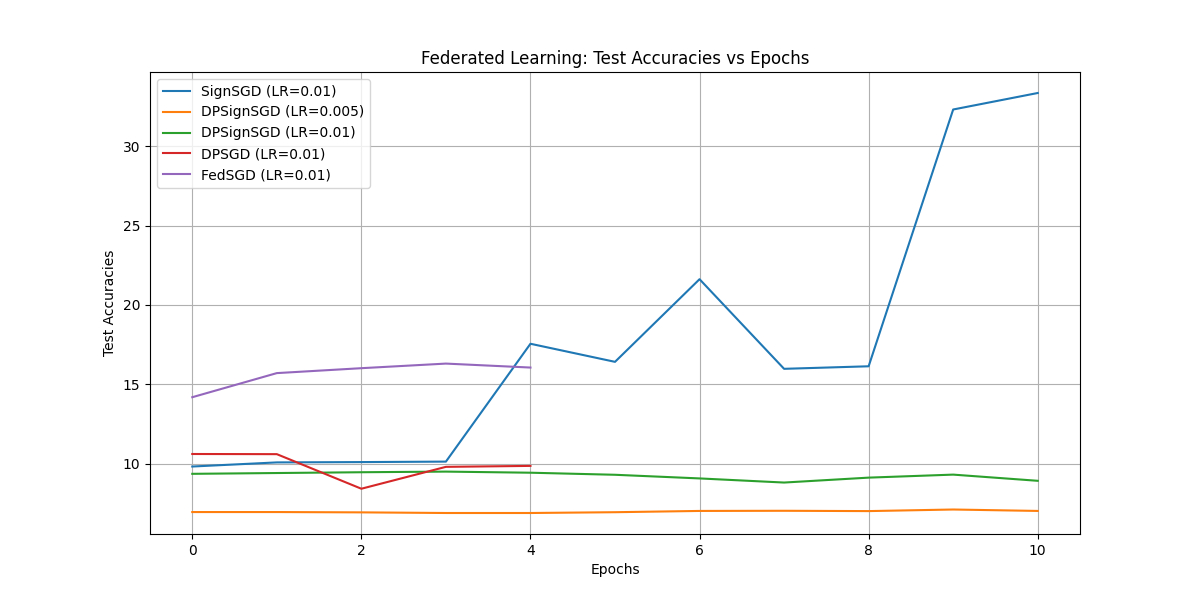 Federated Learning: Test Accuracies vs Epochs
SignSGD (LR=0.01)
DPSignSGD (LR=0.005)
DPSignSGD (LR=0.01)
DPSGD (LR=0.01)
FedSGD (LR=0.01)
30
25
20
15
10
Test Accuracies
0 2 4 6 8 10
Epochs